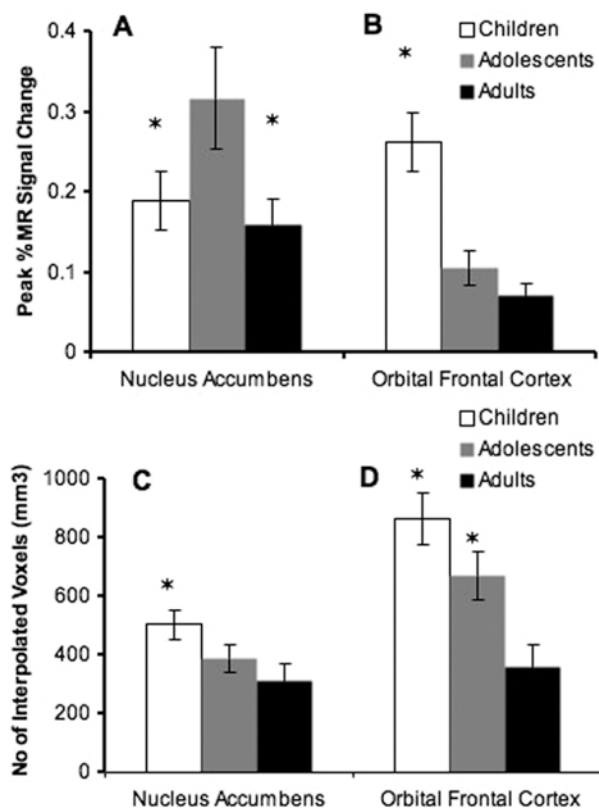 A
B
Children
Adolescents
Adults
Peak % MR Signal Change
0.4
0.3
0.2
0.1
0
*
*
*
Nucleus Accumbens
Orbital Frontal Cortex
C
D
Children
Adolescents
Adults
No of Interpolated Voxels (mm3)
1000
800
600
400
200
0
*
*
*
Nucleus Accumbens
Orbital Frontal Cortex